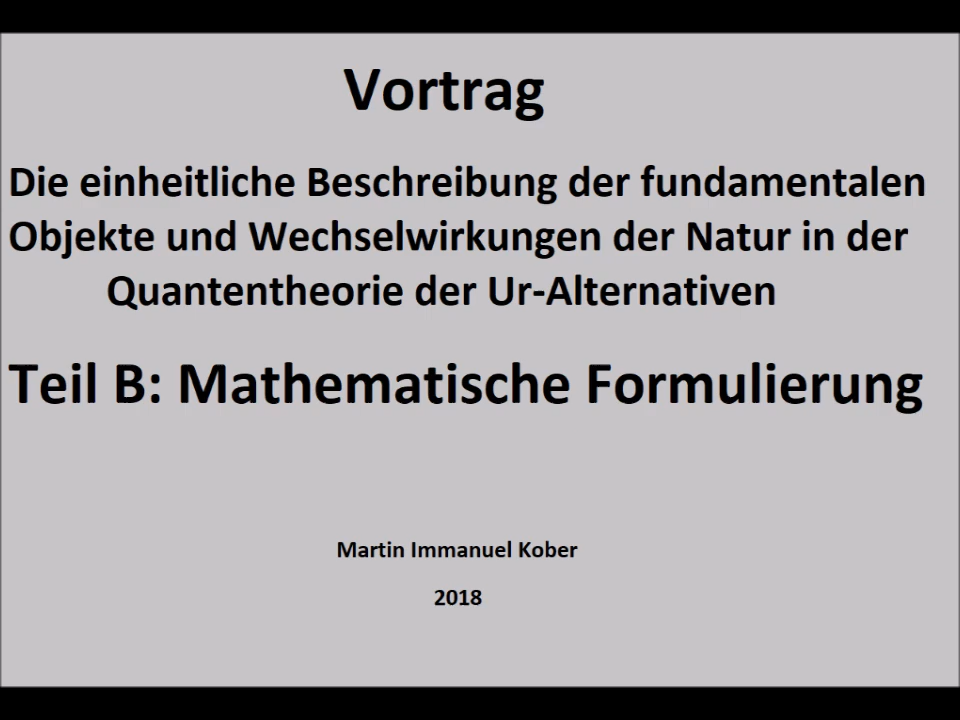 Vortrag
Die einheitliche Beschreibung der fundamentalen
Objekte und Wechselwirkungen der Natur in der
Quantentheorie der Ur-Alternativen
Teil B: Mathematische Formulierung
Martin Immanuel Kober
2018